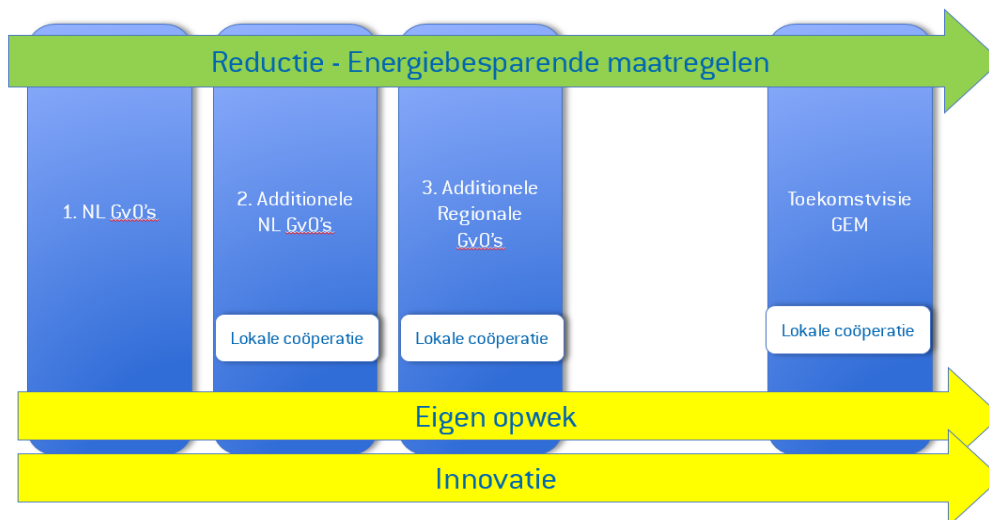 Reductie - Energiebesparende maatregelen
1. NL GvO's
2. Additionele
NL GvO's
3. Additionele
Regionale
GvO's
Toekomstvisie
GEM
Lokale coöperatie
Lokale coöperatie
Lokale coöperatie
Eigen opwek
Innovatie